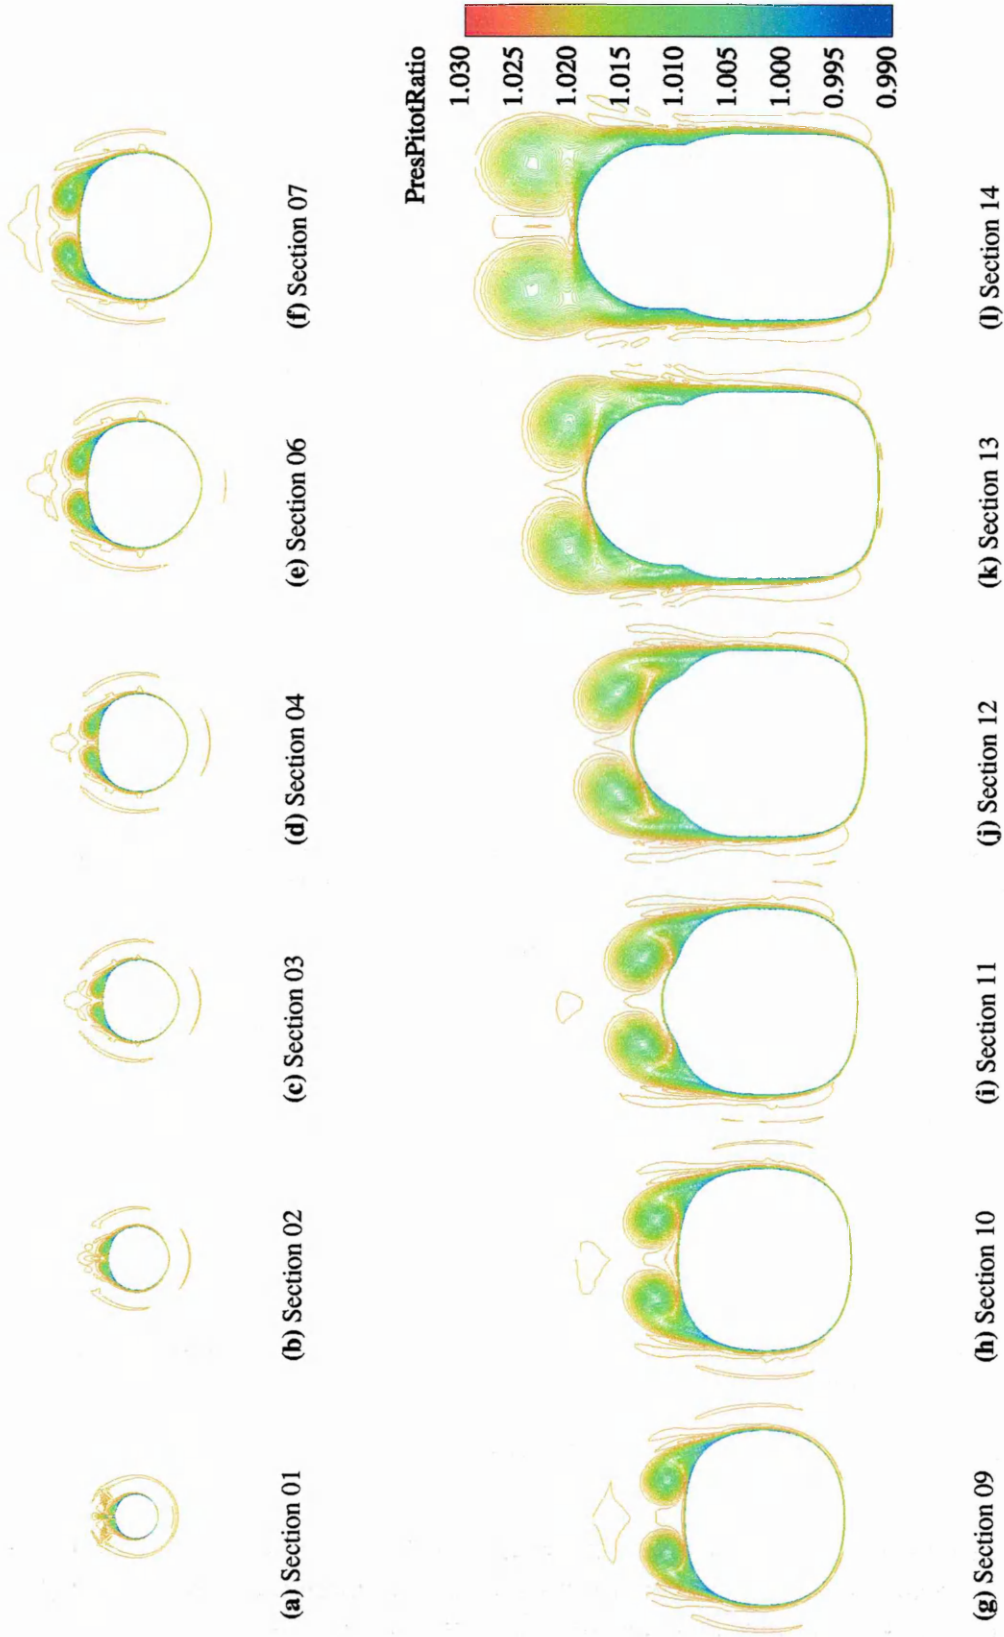 (a) Section 01
(b) Section 02
(c) Section 03
(d) Section 04
(e) Section 06
(f) Section 07
PresPitotRatio
1.030
1.025
1.020
1.015
1.010
1.005
1.000
0.995
0.990
(g) Section 09
(h) Section 10
(i) Section 11
(j) Section 12
(k) Section 13
(l) Section 14